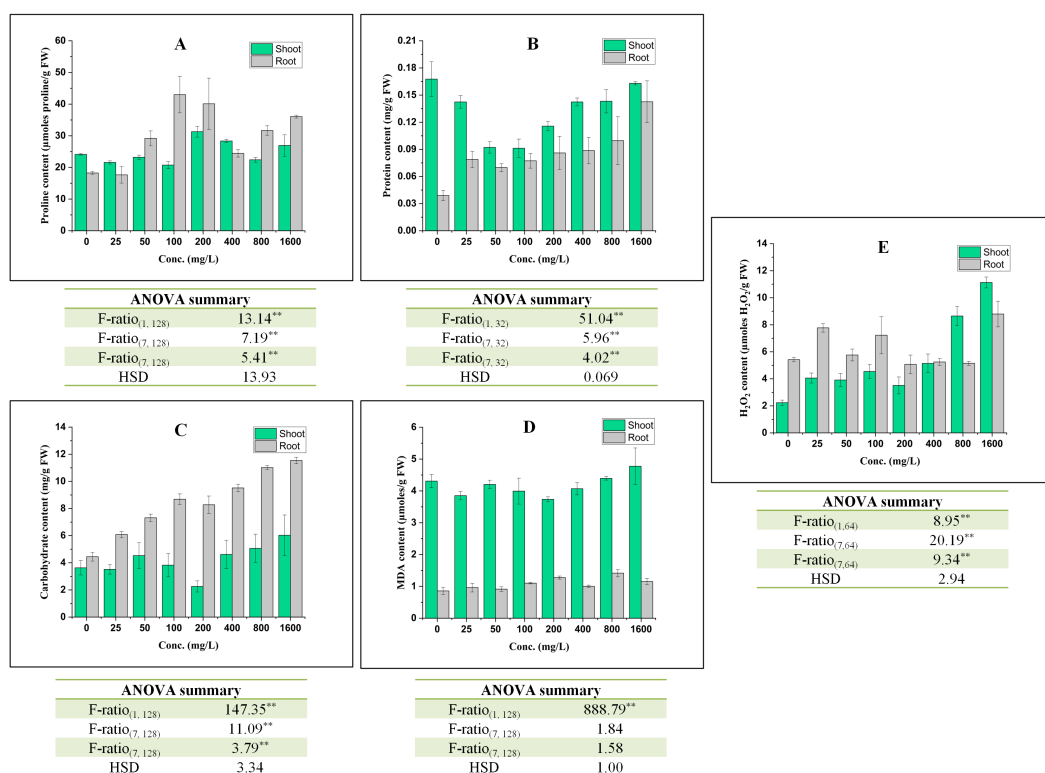 A
Shoot
Root
Proline content (µmoles proline/g FW)
60
50
40
30
20
10
0
0 25 50 100 200 400 800 1600
Conc. (mg/L)
ANOVA summary
F-ratio(1, 128) 13.14**
F-ratio(7, 128) 7.19**
F-ratio(7, 128) 5.41**
HSD 13.93
B
Shoot
Root
Protein content (mg/g FW)
0.21
0.18
0.15
0.12
0.09
0.06
0.03
0.00
0 25 50 100 200 400 800 1600
Conc. (mg/L)
ANOVA summary
F-ratio(1, 32) 51.04**
F-ratio(7, 32) 5.96**
F-ratio(7, 32) 4.02**
HSD 0.069
C
Shoot
Root
Carbohydrate content (mg/g FW)
14
12
10
8
6
4
2
0
0 25 50 100 200 400 800 1600
Conc. (mg/L)
ANOVA summary
F-ratio(1, 128) 147.35**
F-ratio(7, 128) 11.09**
F-ratio(7, 128) 3.79**
HSD 3.34
D
Shoot
Root
MDA content (µmoles/g FW)
6
5
4
3
2
1
0
0 25 50 100 200 400 800 1600
Conc. (mg/L)
ANOVA summary
F-ratio(1, 128) 888.79**
F-ratio(7, 128) 1.84
F-ratio(7, 128) 1.58
HSD 1.00
E
Shoot
Root
H₂O₂ content (µmoles H₂O₂/g FW)
14
12
10
8
6
4
2
0
0 25 50 100 200 400 800 1600
Conc. (mg/L)
ANOVA summary
F-ratio(1,64) 8.95**
F-ratio(7,64) 20.19**
F-ratio(7,64) 9.34**
HSD 2.94